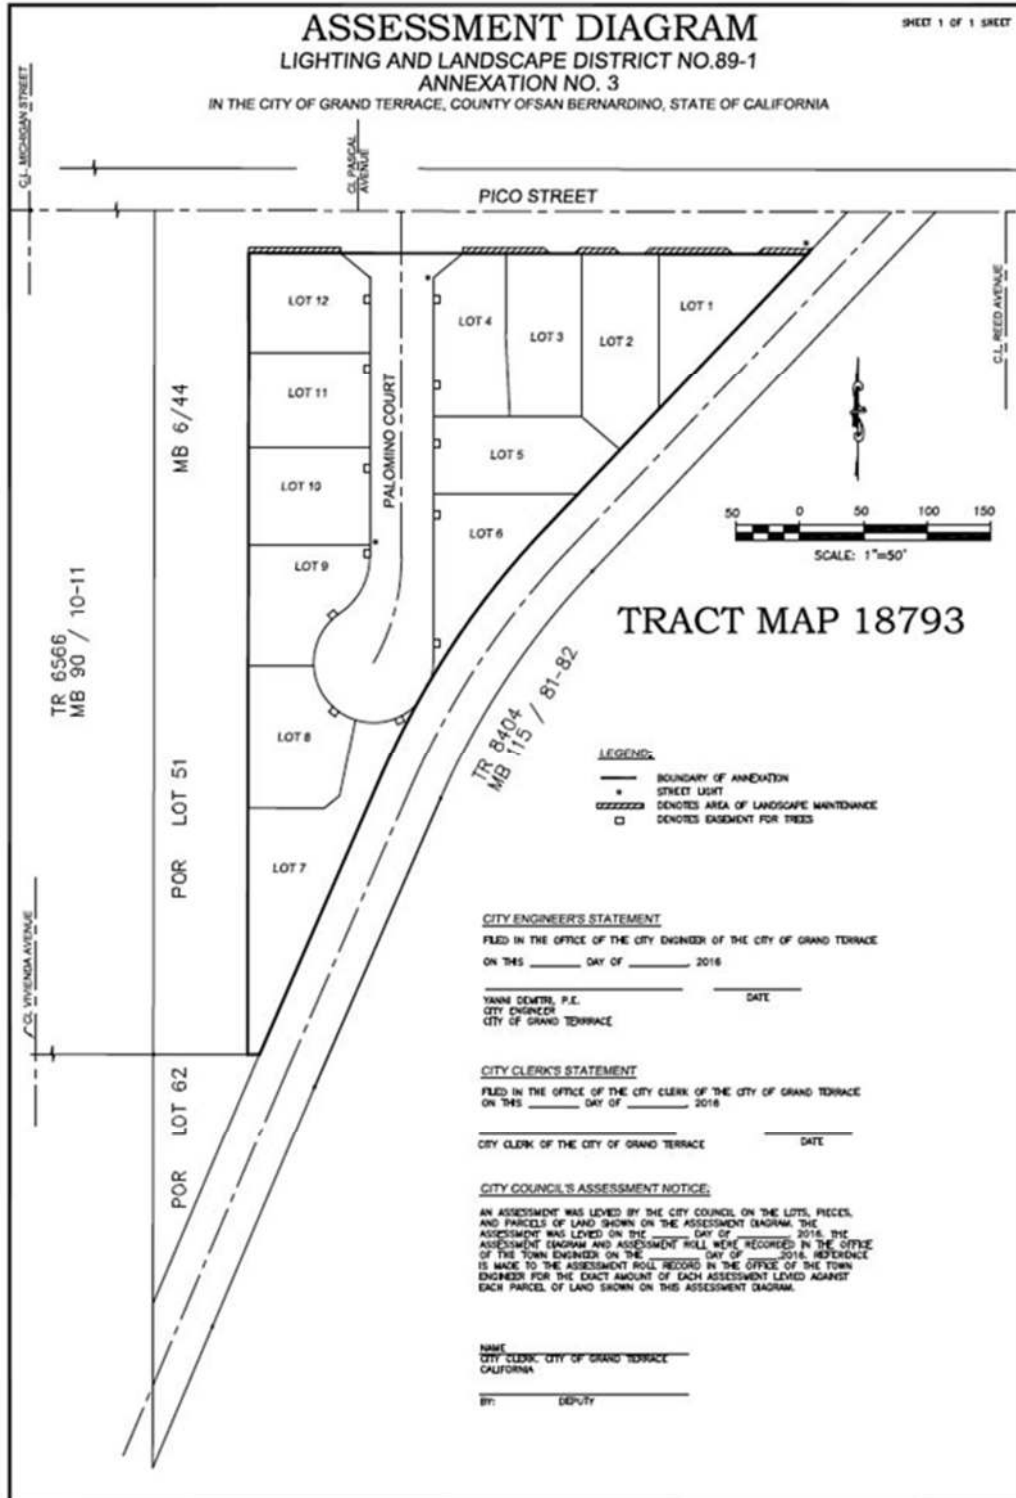 SHEET 1 OF 1 SHEET
ASSESSMENT DIAGRAM
LIGHTING AND LANDSCAPE DISTRICT NO.89-1
ANNEXATION NO. 3
IN THE CITY OF GRAND TERRACE, COUNTY OFSAN BERNARDINO, STATE OF CALIFORNIA
C.L. MICHIGAN STREET
CL PASCAL
AVENUE
PICO STREET
C.L. REED AVENUE
LOT 12
LOT 4
LOT 3
LOT 2
LOT 1
LOT 11
PALOMINO COURT
MB 6/44
LOT 5
LOT 10
LOT 6
LOT 9
50 0 50 100 150
SCALE: 1"=50'
TRACT MAP 18793
TR 6566
MB 90 / 10-11
TR 8404
MB 115 / 81-82
LOT 8
POR LOT 51
LOT 7
LEGEND:
BOUNDARY OF ANNEXATION
STREET LIGHT
DENOTES AREA OF LANDSCAPE MAINTENANCE
DENOTES EASEMENT FOR TREES
CL VIVIENDA AVENUE
POR LOT 62
CITY ENGINEER'S STATEMENT
FILED IN THE OFFICE OF THE CITY ENGINEER OF THE CITY OF GRAND TERRACE
ON THIS ______ DAY OF ______, 2016
DATE
YANNI DEMITRI, P.E.
CITY ENGINEER
CITY OF GRAND TERRRACE
CITY CLERK'S STATEMENT
FILED IN THE OFFICE OF THE CITY CLERK OF THE CITY OF GRAND TERRACE
ON THIS ______ DAY OF ______, 2016
CITY CLERK OF THE CITY OF GRAND TERRACE
DATE
CITY COUNCIL'S ASSESSMENT NOTICE:
AN ASSESSMENT WAS LEVIED BY THE CITY COUNCIL ON THE LOTS, PIECES,
AND PARCELS OF LAND SHOWN ON THE ASSESSMENT DIAGRAM. THE
ASSESSMENT WAS LEVIED ON THE ______ DAY OF ______, 2016. THE
ASSESSMENT DIAGRAM AND ASSESSMENT ROLL WERE RECORDED IN THE OFFICE
OF THE TOWN ENGINEER ON THE ______ DAY OF ______,2016. REFERENCE
IS MADE TO THE ASSESSMENT ROLL RECORD IN THE OFFICE OF THE TOWN
ENGINEER FOR THE EXACT AMOUNT OF EACH ASSESSMENT LEVIED AGAINST
EACH PARCEL OF LAND SHOWN ON THIS ASSESSMENT DIAGRAM.
NAME
CITY CLERK, CITY OF GRAND TERRACE
CALIFORNIA
BY: DEPUTY